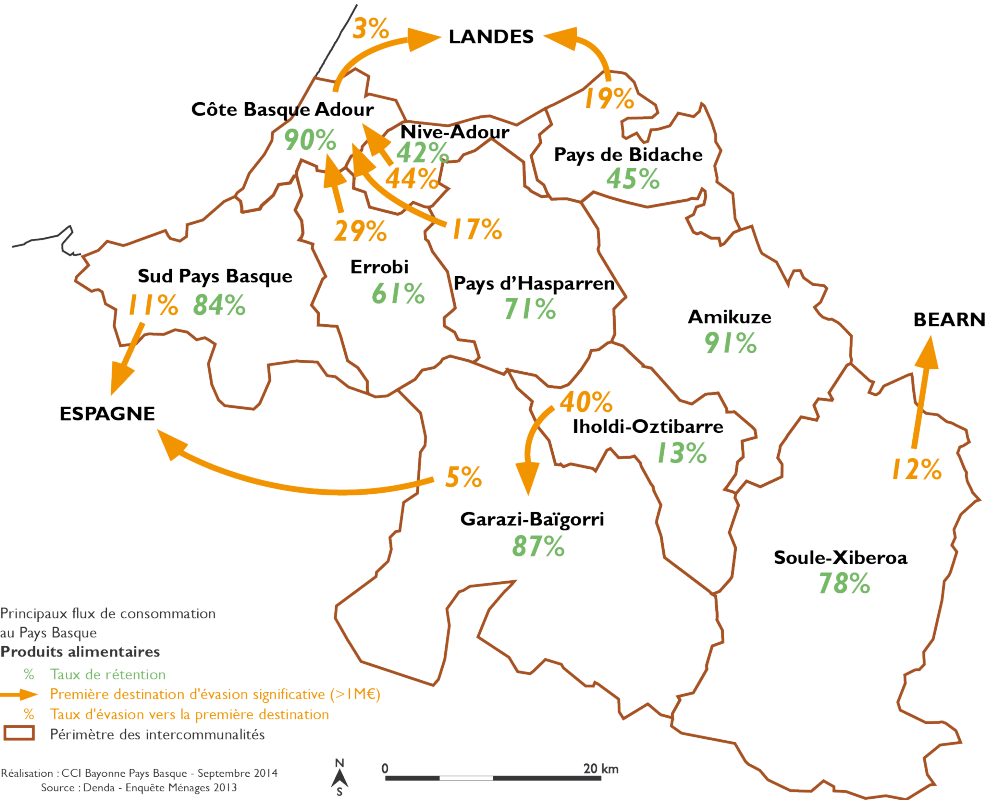 3%
LANDES
19%
Côte Basque Adour
90%
Nive-Adour
42%
44%
Pays de Bidache
45%
29%
17%
Sud Pays Basque
11% 84%
Errobi
61%
Pays d'Hasparren
71%
Amikuze
91%
BEARN
ESPAGNE
40%
Iholdi-Oztibarre
13%
5%
12%
Garazi-Baïgorri
87%
Soule-Xiberoa
78%
Principaux flux de consommation
au Pays Basque
Produits alimentaires
% Taux de rétention
Première destination d'évasion significative (>1M€)
% Taux d'évasion vers la première destination
Périmètre des intercommunalités
Réalisation : CCI Bayonne Pays Basque - Septembre 2014
Source : Denda - Enquête Ménages 2013
N
S
0 20 km